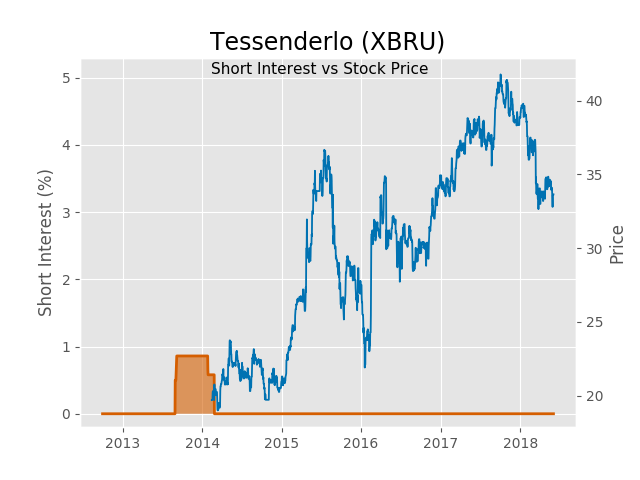 Tessenderlo (XBRU)
Short Interest vs Stock Price
Short Interest (%)
5
4
3
2
1
0
40
35
30
25
20
Price
2013 2014 2015 2016 2017 2018